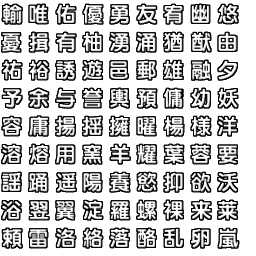 輸唯佑優勇友宥幽悠
憂揖有柚湧涌猶猷由
祐裕誘遊邑郵雄融夕
予余与誉輿預傭幼妖
容庸揚揺擁曜楊様洋
溶熔用窯羊耀葉蓉要
謡踊遥陽養慾抑欲沃
浴翌翼淀羅螺裸来莱
頼雷洛絡落酪乱卵嵐